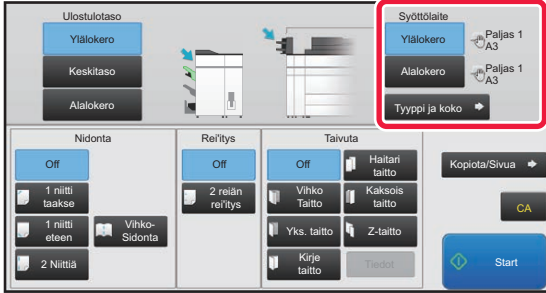 Ulostulotaso
Ylälokero
Keskitaso
Alalokero
Syöttölaite
Ylälokero
Paljas 1
A3
Alalokero
Paljas 1
A3
Tyyppi ja koko
Nidonta
Off
1 niitti
taakse
1 niitti
eteen
2 Niittiä
Vihko-
Sidonta
Rei'itys
Off
2 reiän
rei'itys
Taivuta
Off
Haitari
taitto
Vihko
Taitto
Kaksois
taitto
Yks. taitto
Z-taitto
Kirje
taitto
Tiedot
Kopiota/Sivua
CA
Start